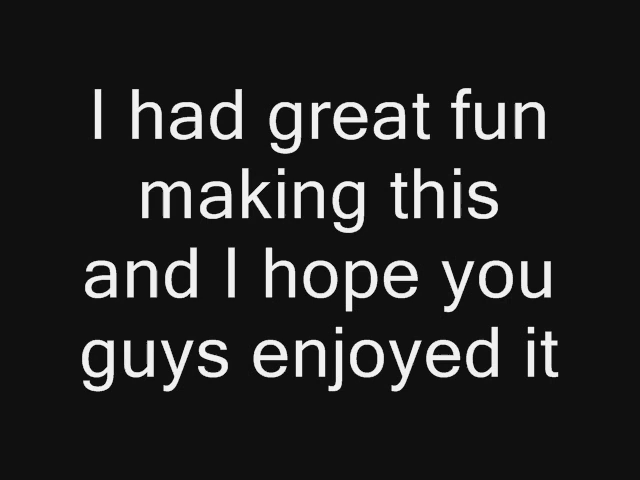 I had great fun
making this
and I hope you
guys enjoyed it